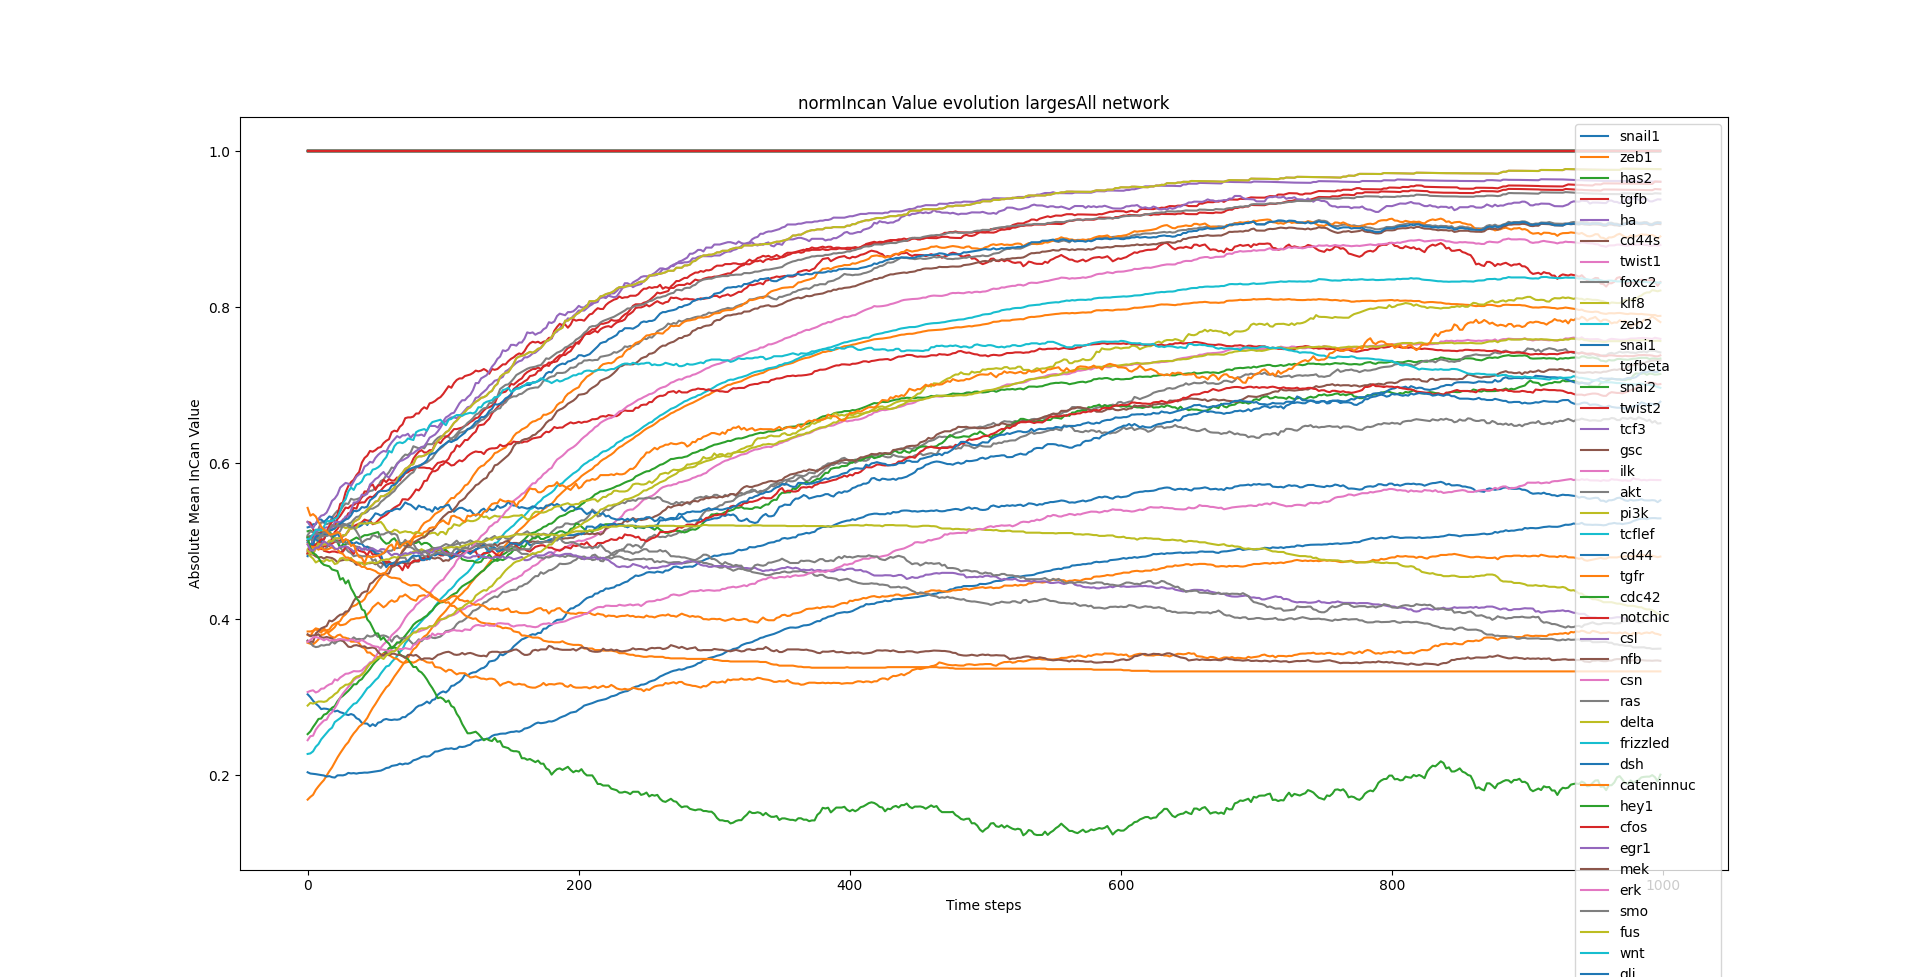 normIncan Value evolution largesAll network
Absolute Mean InCan Value
1.0
0.8
0.6
0.4
0.2
0
200
400
600
800
1000
Time steps
snail1
zeb1
has2
tgfb
ha
cd44s
twist1
foxc2
klf8
zeb2
snai1
tgfbeta
snai2
twist2
tcf3
gsc
ilk
akt
pi3k
tcflef
cd44
tgfr
cdc42
notchic
csl
nfb
csn
ras
delta
frizzled
dsh
cateninnuc
hey1
cfos
egr1
mek
erk
smo
fus
wnt
gli